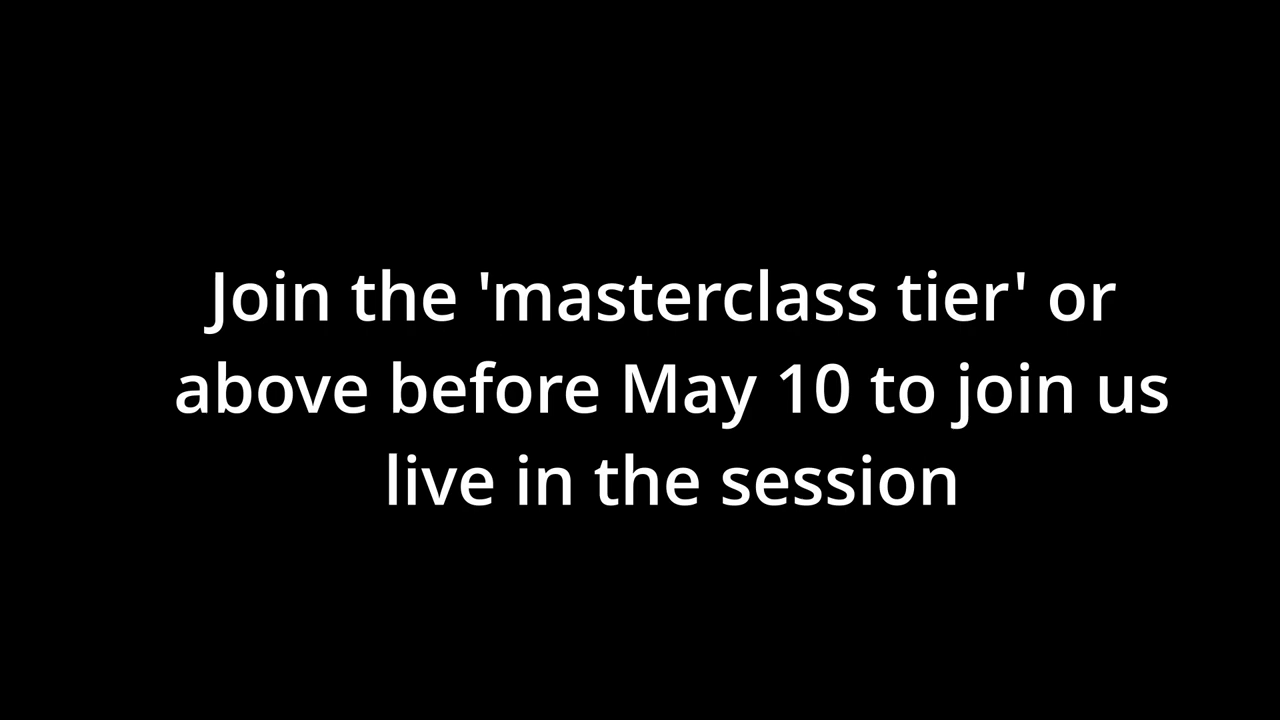 Join the 'masterclass tier' or
above before May 10 to join us
live in the session